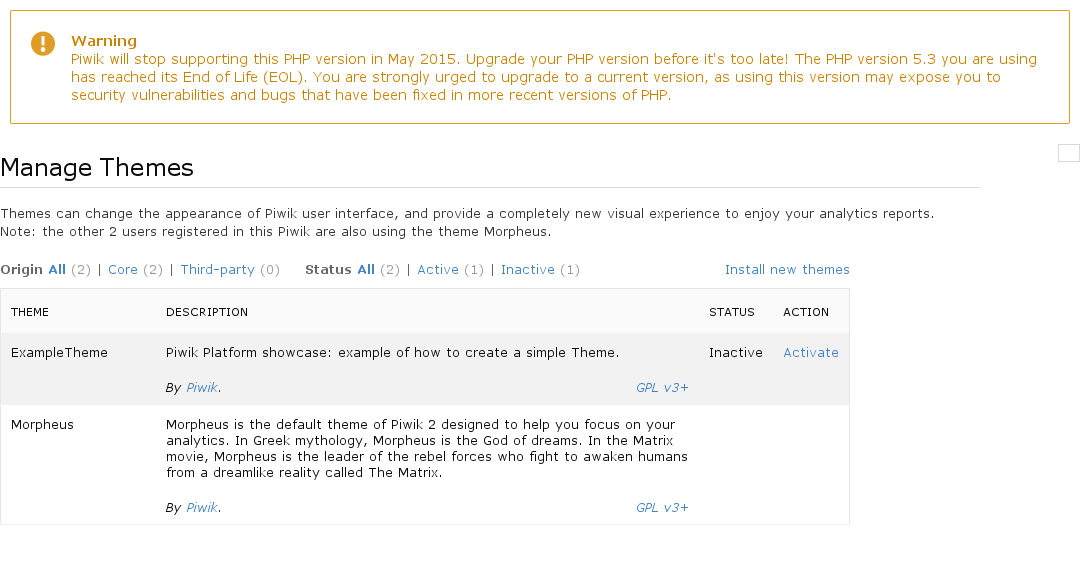 Warning
Piwik will stop supporting this PHP version in May 2015. Upgrade your PHP version before it's too late! The PHP version 5.3 you are using
has reached its End of Life (EOL). You are strongly urged to upgrade to a current version, as using this version may expose you to
security vulnerabilities and bugs that have been fixed in more recent versions of PHP.
Manage Themes
Themes can change the appearance of Piwik user interface, and provide a completely new visual experience to enjoy your analytics reports.
Note: the other 2 users registered in this Piwik are also using the theme Morpheus.
Origin All (2) | Core (2) | Third-party (0) Status All (2) | Active (1) | Inactive (1) Install new themes
THEME DESCRIPTION STATUS ACTION
ExampleTheme Piwik Platform showcase: example of how to create a simple Theme. Inactive Activate
By Piwik. GPL v3+
Morpheus Morpheus is the default theme of Piwik 2 designed to help you focus on your
analytics. In Greek mythology, Morpheus is the God of dreams. In the Matrix
movie, Morpheus is the leader of the rebel forces who fight to awaken humans
from a dreamlike reality called The Matrix.
By Piwik. GPL v3+